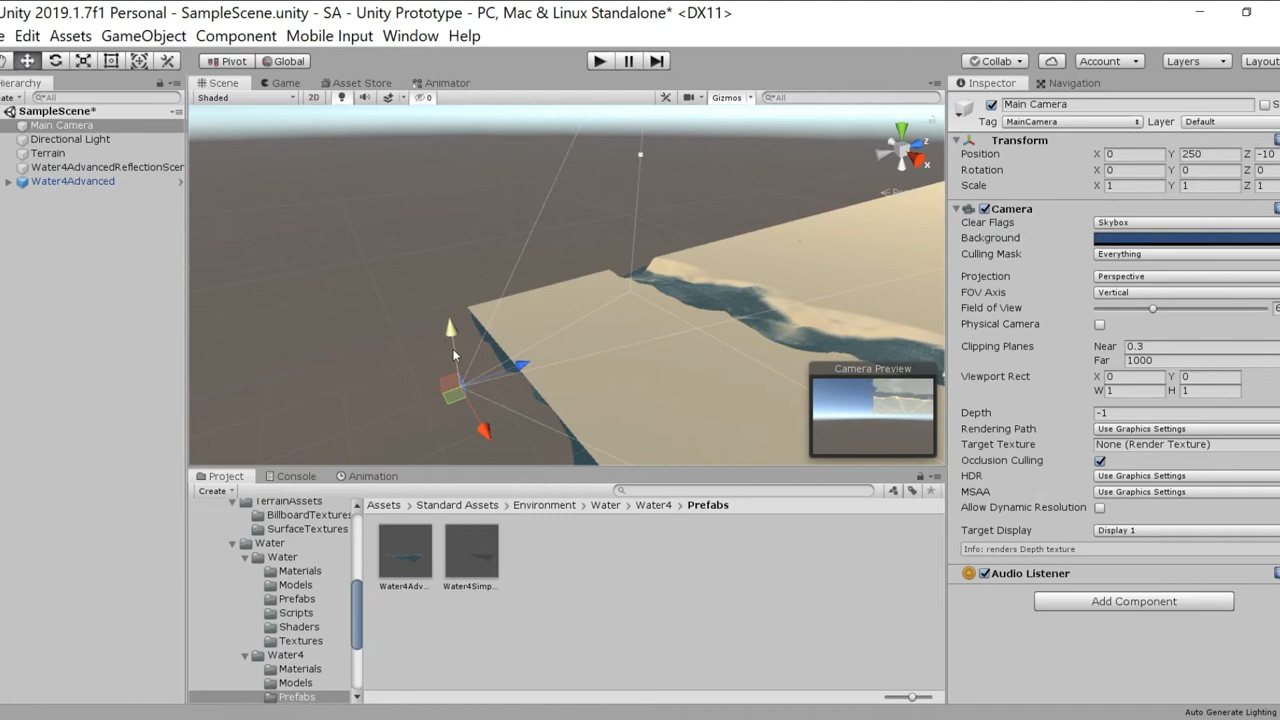 Unity 2019.1.7f1 Personal - SampleScene.unity - SA - Unity Prototype - PC, Mac & Linux Standalone* <DX11>
Edit Assets GameObject Component Mobile Input Window Help
Pivot Global Collab Account Layers Layou
ierarchy
Scene Game Asset Store Animator
Inspector Navigation
ate All
Shaded 2D 0 Gizmos All
Main Camera
SampleScene*
Tag MainCamera Layer Default
Main Camera
Directional Light
Terrain
Water4AdvancedReflectionScer
Water4Advanced
z
x
Transform
Position X 0 Y 250 Z -10
Rotation X 0 Y 0 Z 0
Scale X 1 Y 1 Z 1
Camera
Clear Flags Skybox
Background
Culling Mask Everything
Projection Perspective
FOV Axis Vertical
Field of View 6
Physical Camera
Clipping Planes Near 0.3
Far 1000
Viewport Rect X 0 Y 0
W 1 H 1
Depth -1
Rendering Path Use Graphics Settings
Target Texture None (Render Texture)
Occlusion Culling
HDR Use Graphics Settings
MSAA Use Graphics Settings
Allow Dynamic Resolution
Target Display Display 1
Info: renders Depth texture
Audio Listener
Add Component
Camera Preview
Project Console Animation
Create
TerrainAssets
BillboardTextures
SurfaceTextures
Water
Water
Materials
Models
Prefabs
Scripts
Shaders
Textures
Water4
Materials
Models
Prefabs
Assets Standard Assets Environment Water Water4 Prefabs
Water4Adv... Water4Simp...
Auto Generate Lighting